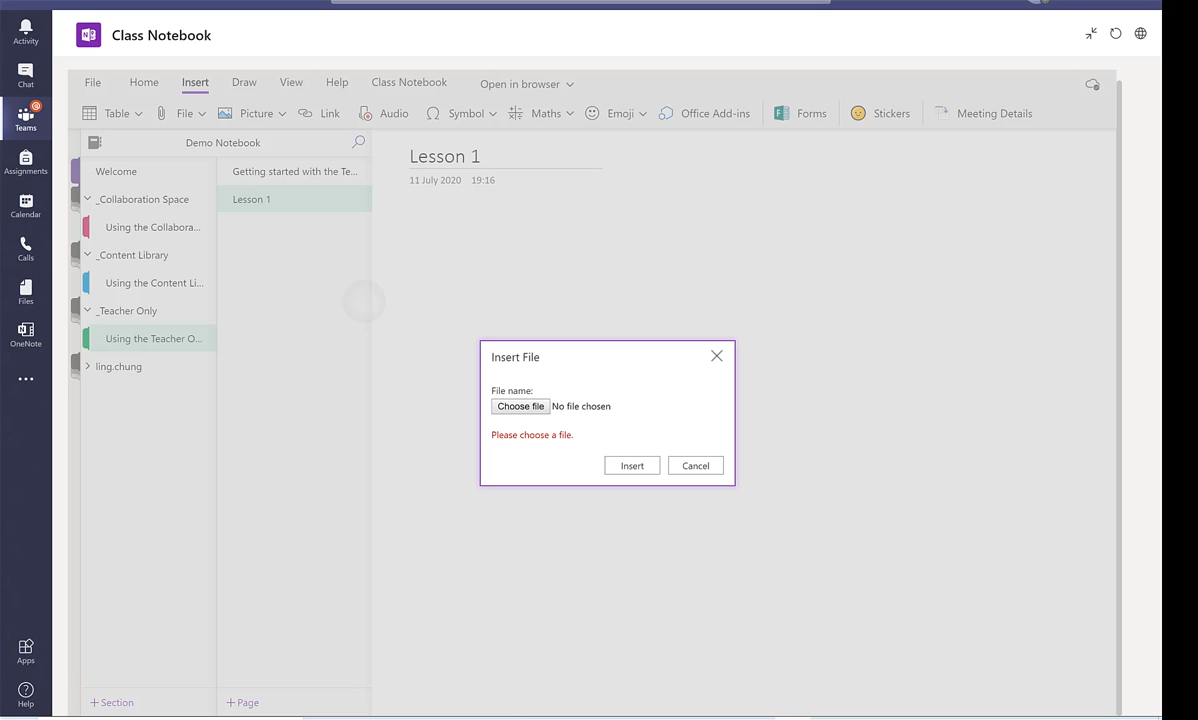 Class Notebook
Activity
Chat
Teams
Assignments
Calendar
Calls
Files
OneNote
Apps
Help
File Home Insert Draw View Help Class Notebook Open in browser
Table File Picture Link Audio Symbol Maths Emoji Office Add-ins Forms Stickers Meeting Details
Demo Notebook
Welcome
_Collaboration Space
Using the Collabora...
_Content Library
Using the Content Li...
_Teacher Only
Using the Teacher O...
ling.chung
+ Section
Getting started with the Te...
Lesson 1
+ Page
Lesson 1
11 July 2020 19:16
Insert File
File name:
Choose file No file chosen
Please choose a file.
Insert Cancel